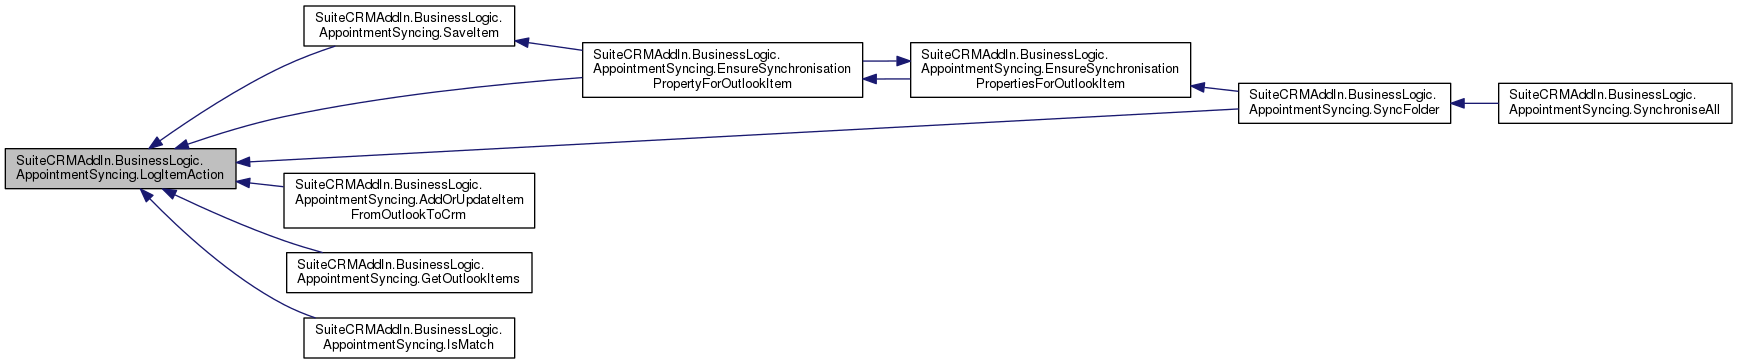 SuiteCRMAddIn.BusinessLogic.
AppointmentSyncing.SaveItem
SuiteCRMAddIn.BusinessLogic.
AppointmentSyncing.EnsureSynchronisation
PropertyForOutlookItem
SuiteCRMAddIn.BusinessLogic.
AppointmentSyncing.EnsureSynchronisation
PropertiesForOutlookItem
SuiteCRMAddIn.BusinessLogic.
AppointmentSyncing.SyncFolder
SuiteCRMAddIn.BusinessLogic.
AppointmentSyncing.SynchroniseAll
SuiteCRMAddIn.BusinessLogic.
AppointmentSyncing.LogItemAction
SuiteCRMAddIn.BusinessLogic.
AppointmentSyncing.AddOrUpdateItem
FromOutlookToCrm
SuiteCRMAddIn.BusinessLogic.
AppointmentSyncing.GetOutlookItems
SuiteCRMAddIn.BusinessLogic.
AppointmentSyncing.IsMatch